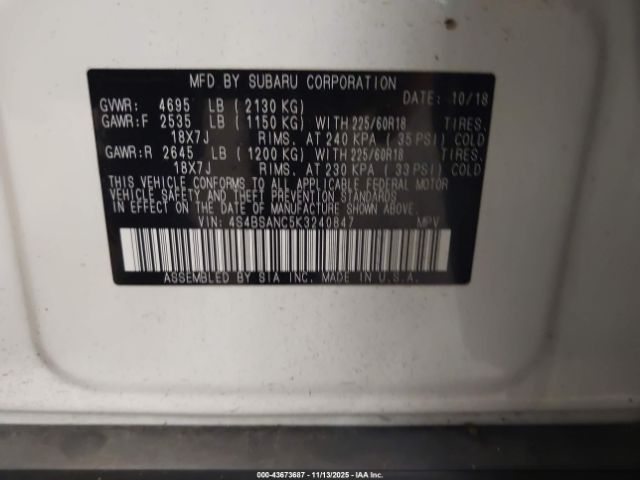 MFD BY SUBARU CORPORATION
GVWR: 4695 LB ( 2130 KG) DATE: 10/18
GAWR:F 2535 LB ( 1150 KG) WITH 225/60R18 TIRES.
18X7J RIMS. AT 240 KPA ( 35 PSI) COLD
GAWR:R 2645 LB ( 1200 KG) WITH 225/60R18 TIRES.
18X7J RIMS. AT 230 KPA ( 33 PSI) COLD
THIS VEHICLE CONFORMS TO ALL APPLICABLE FEDERAL MOTOR
VEHICLE SAFETY AND THEFT PREVENTION STANDARDS
IN EFFECT ON THE DATE OF MANUFACTURE SHOWN ABOVE.
VIN: 4S4BSANC5K3240847 MPV
ASSEMBLED BY SIA INC. MADE IN U.S.A.
000-43673687 - 11/13/2025 - IAAI.COM